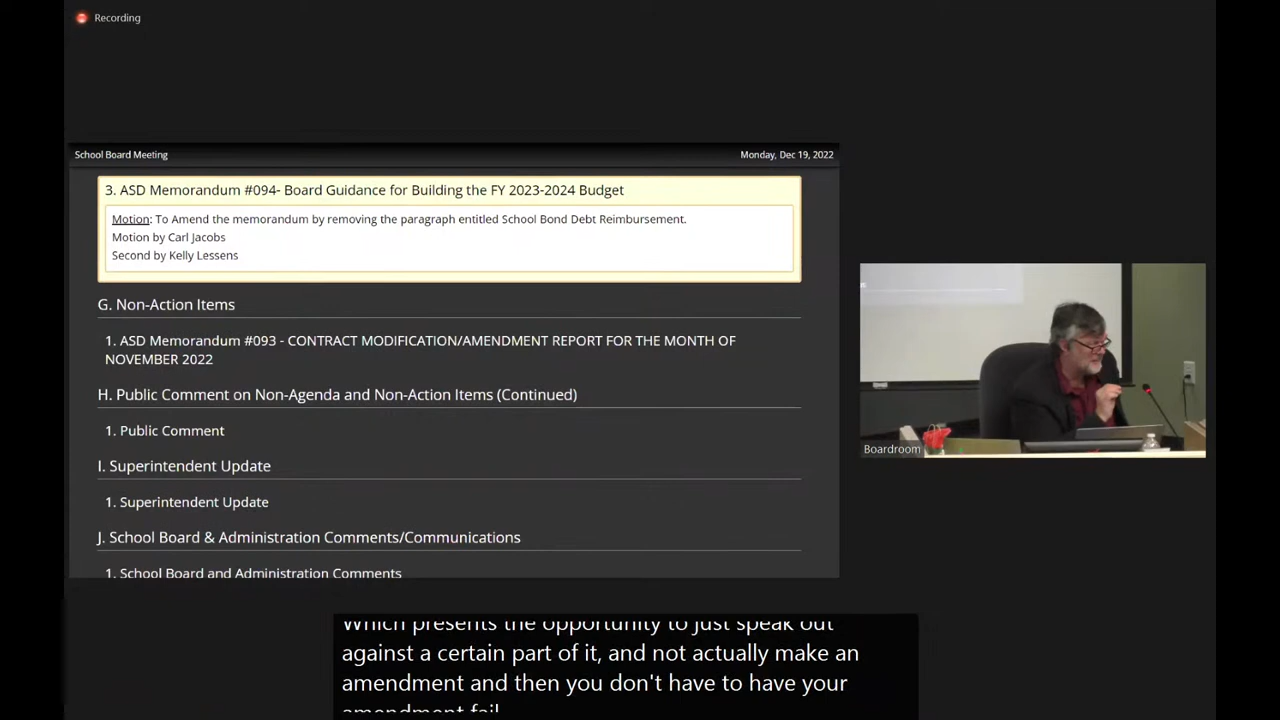 Recording
School Board Meeting
Monday, Dec 19, 2022
3. ASD Memorandum #094- Board Guidance for Building the FY 2023-2024 Budget
Motion: To Amend the memorandum by removing the paragraph entitled School Bond Debt Reimbursement.
Motion by Carl Jacobs
Second by Kelly Lessens
G. Non-Action Items
1. ASD Memorandum #093 - CONTRACT MODIFICATION/AMENDMENT REPORT FOR THE MONTH OF
NOVEMBER 2022
H. Public Comment on Non-Agenda and Non-Action Items (Continued)
1. Public Comment
I. Superintendent Update
1. Superintendent Update
J. School Board & Administration Comments/Communications
1. School Board and Administration Comments
Boardroom
Which presents the opportunity to just speak out
against a certain part of it, and not actually make an
amendment and then you don't have to have your
amendment fail